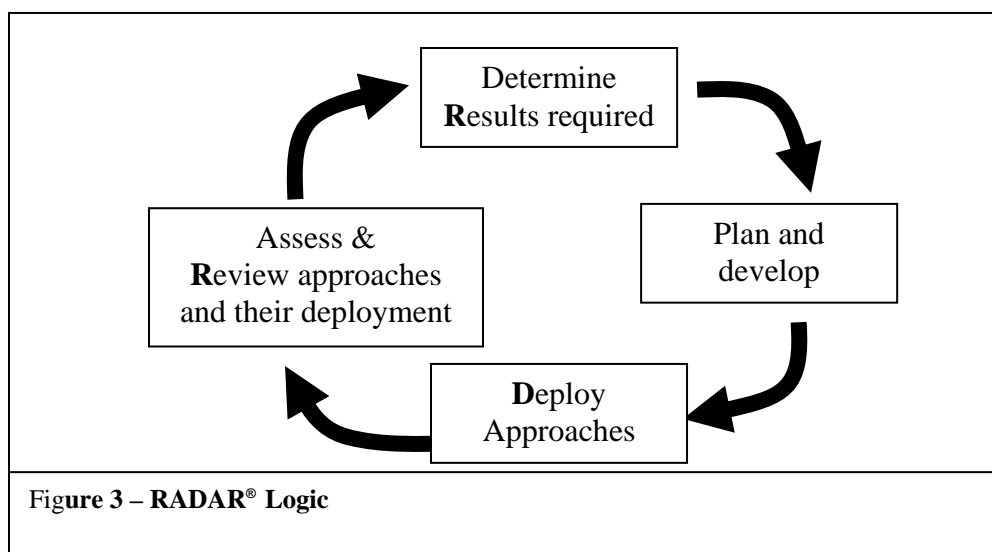 Determine
Results required
Plan and
develop
Deploy
Approaches
Assess &
Review approaches
and their deployment
Figure 3 – RADAR® Logic